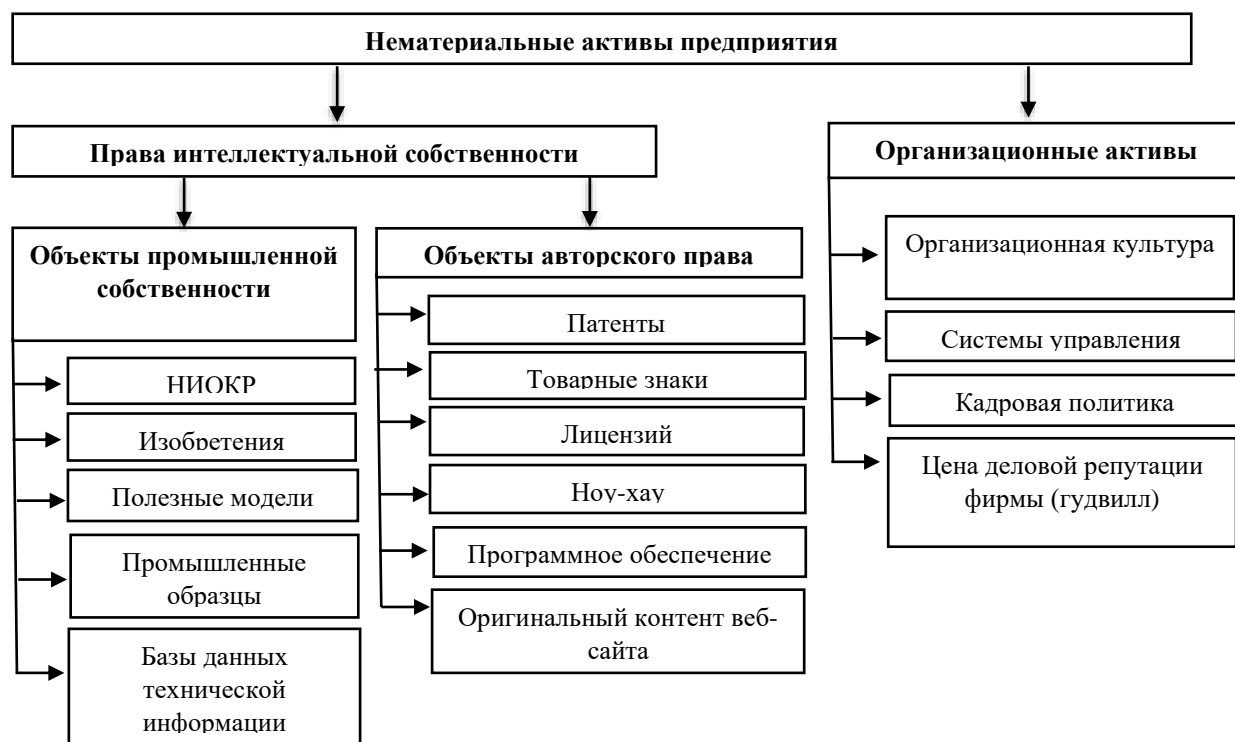 Нематериальные активы предприятия
Права интеллектуальной собственности
Организационные активы
Объекты промышленной
собственности
НИОКР
Изобретения
Полезные модели
Промышленные
образцы
Базы данных
технической
информации
Объекты авторского права
Патенты
Товарные знаки
Лицензий
Ноу-хау
Программное обеспечение
Оригинальный контент веб-
сайта
Организационная культура
Системы управления
Кадровая политика
Цена деловой репутации
фирмы (гудвилл)